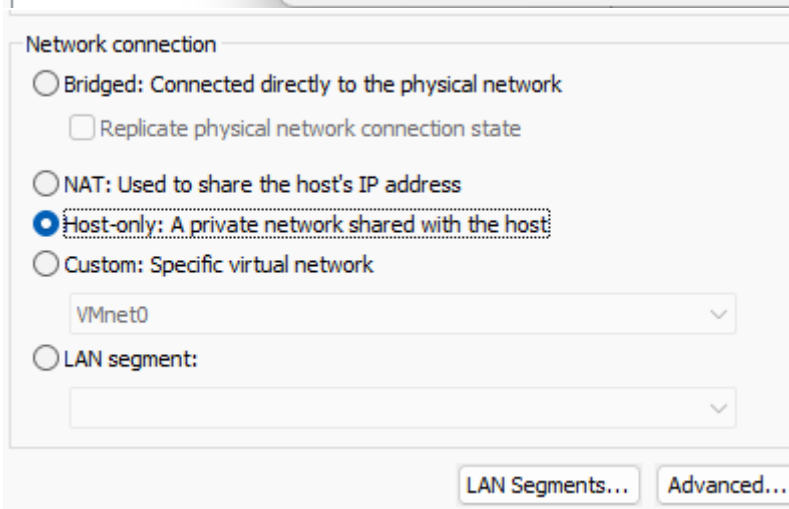 Network connection
Bridged: Connected directly to the physical network
Replicate physical network connection state
NAT: Used to share the host's IP address
Host-only: A private network shared with the host
Custom: Specific virtual network
VMnet0
LAN segment:
LAN Segments... Advanced...